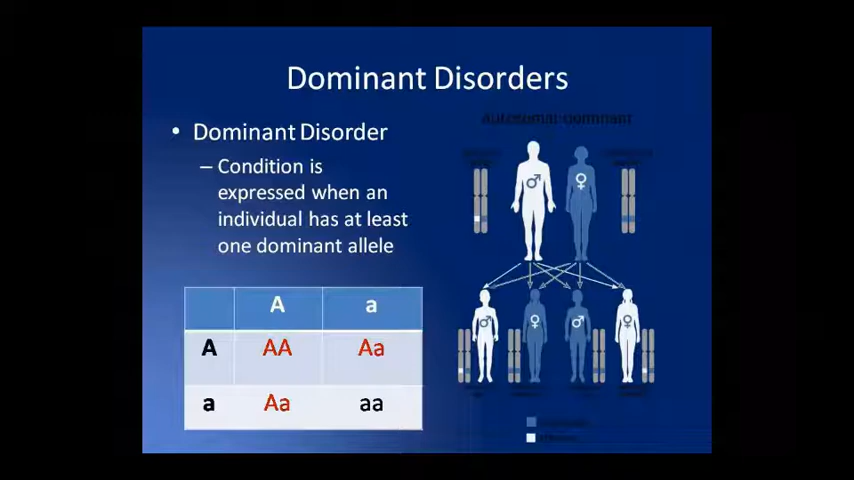 Dominant Disorders
• Dominant Disorder
– Condition is
expressed when an
individual has at least
one dominant allele
autosomal dominant
A a
A AA Aa
a Aa aa
♂ ♀
♂ ♀ ♂ ♀